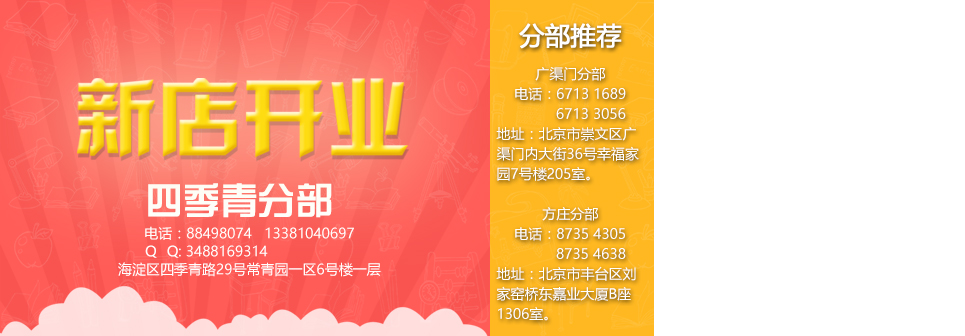 新店开业
四季青分部
电话：88498074 13381040697
Q Q: 3488169314
海淀区四季青路29号常青园一区6号楼一层
分部推荐
广渠门分部
电话：6713 1689
6713 3056
地址：北京市崇文区广
渠门内大街36号幸福家
园7号楼205室。
方庄分部
电话：8735 4305
8735 4638
地址：北京市丰台区刘
家窑桥东嘉业大厦B座
1306室。